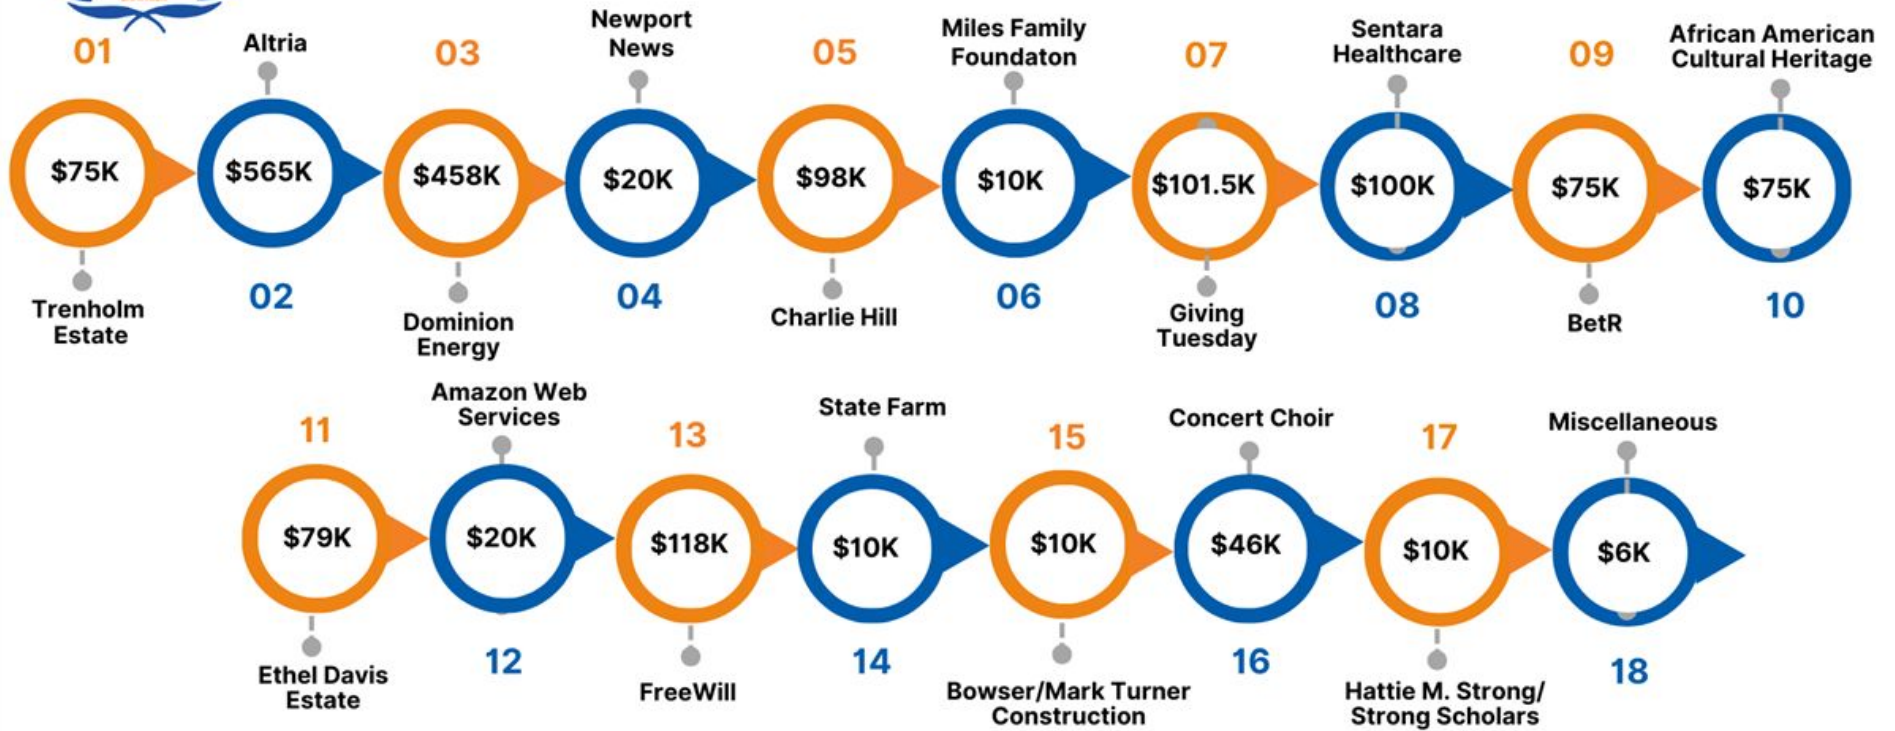 01
Altria
03
Newport
News
05
Miles Family
Foundaton
07
Sentara
Healthcare
09
African American
Cultural Heritage
$75K
$565K
$458K
$20K
$98K
$10K
$101.5K
$100K
$75K
$75K
Trenholm
Estate
02
Dominion
Energy
04
Charlie Hill
06
Giving
Tuesday
08
BetR
10
11
Amazon Web
Services
13
State Farm
15
Concert Choir
17
Miscellaneous
$79K
$20K
$118K
$10K
$10K
$46K
$10K
$6K
Ethel Davis
Estate
12
FreeWill
14
Bowser/Mark Turner
Construction
16
Hattie M. Strong/
Strong Scholars
18